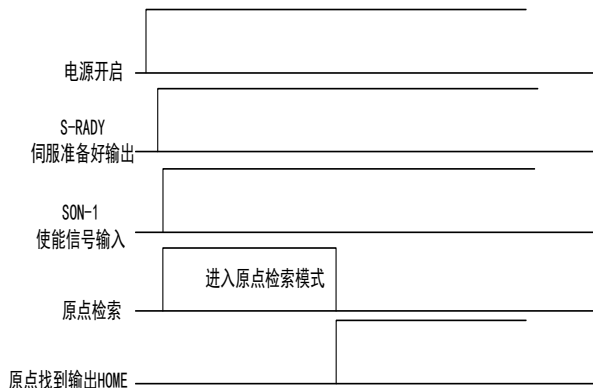 电源开启
S-RADY
伺服准备好输出
SON-1
使能信号输入
进入原点检索模式
原点检索
原点找到输出HOME